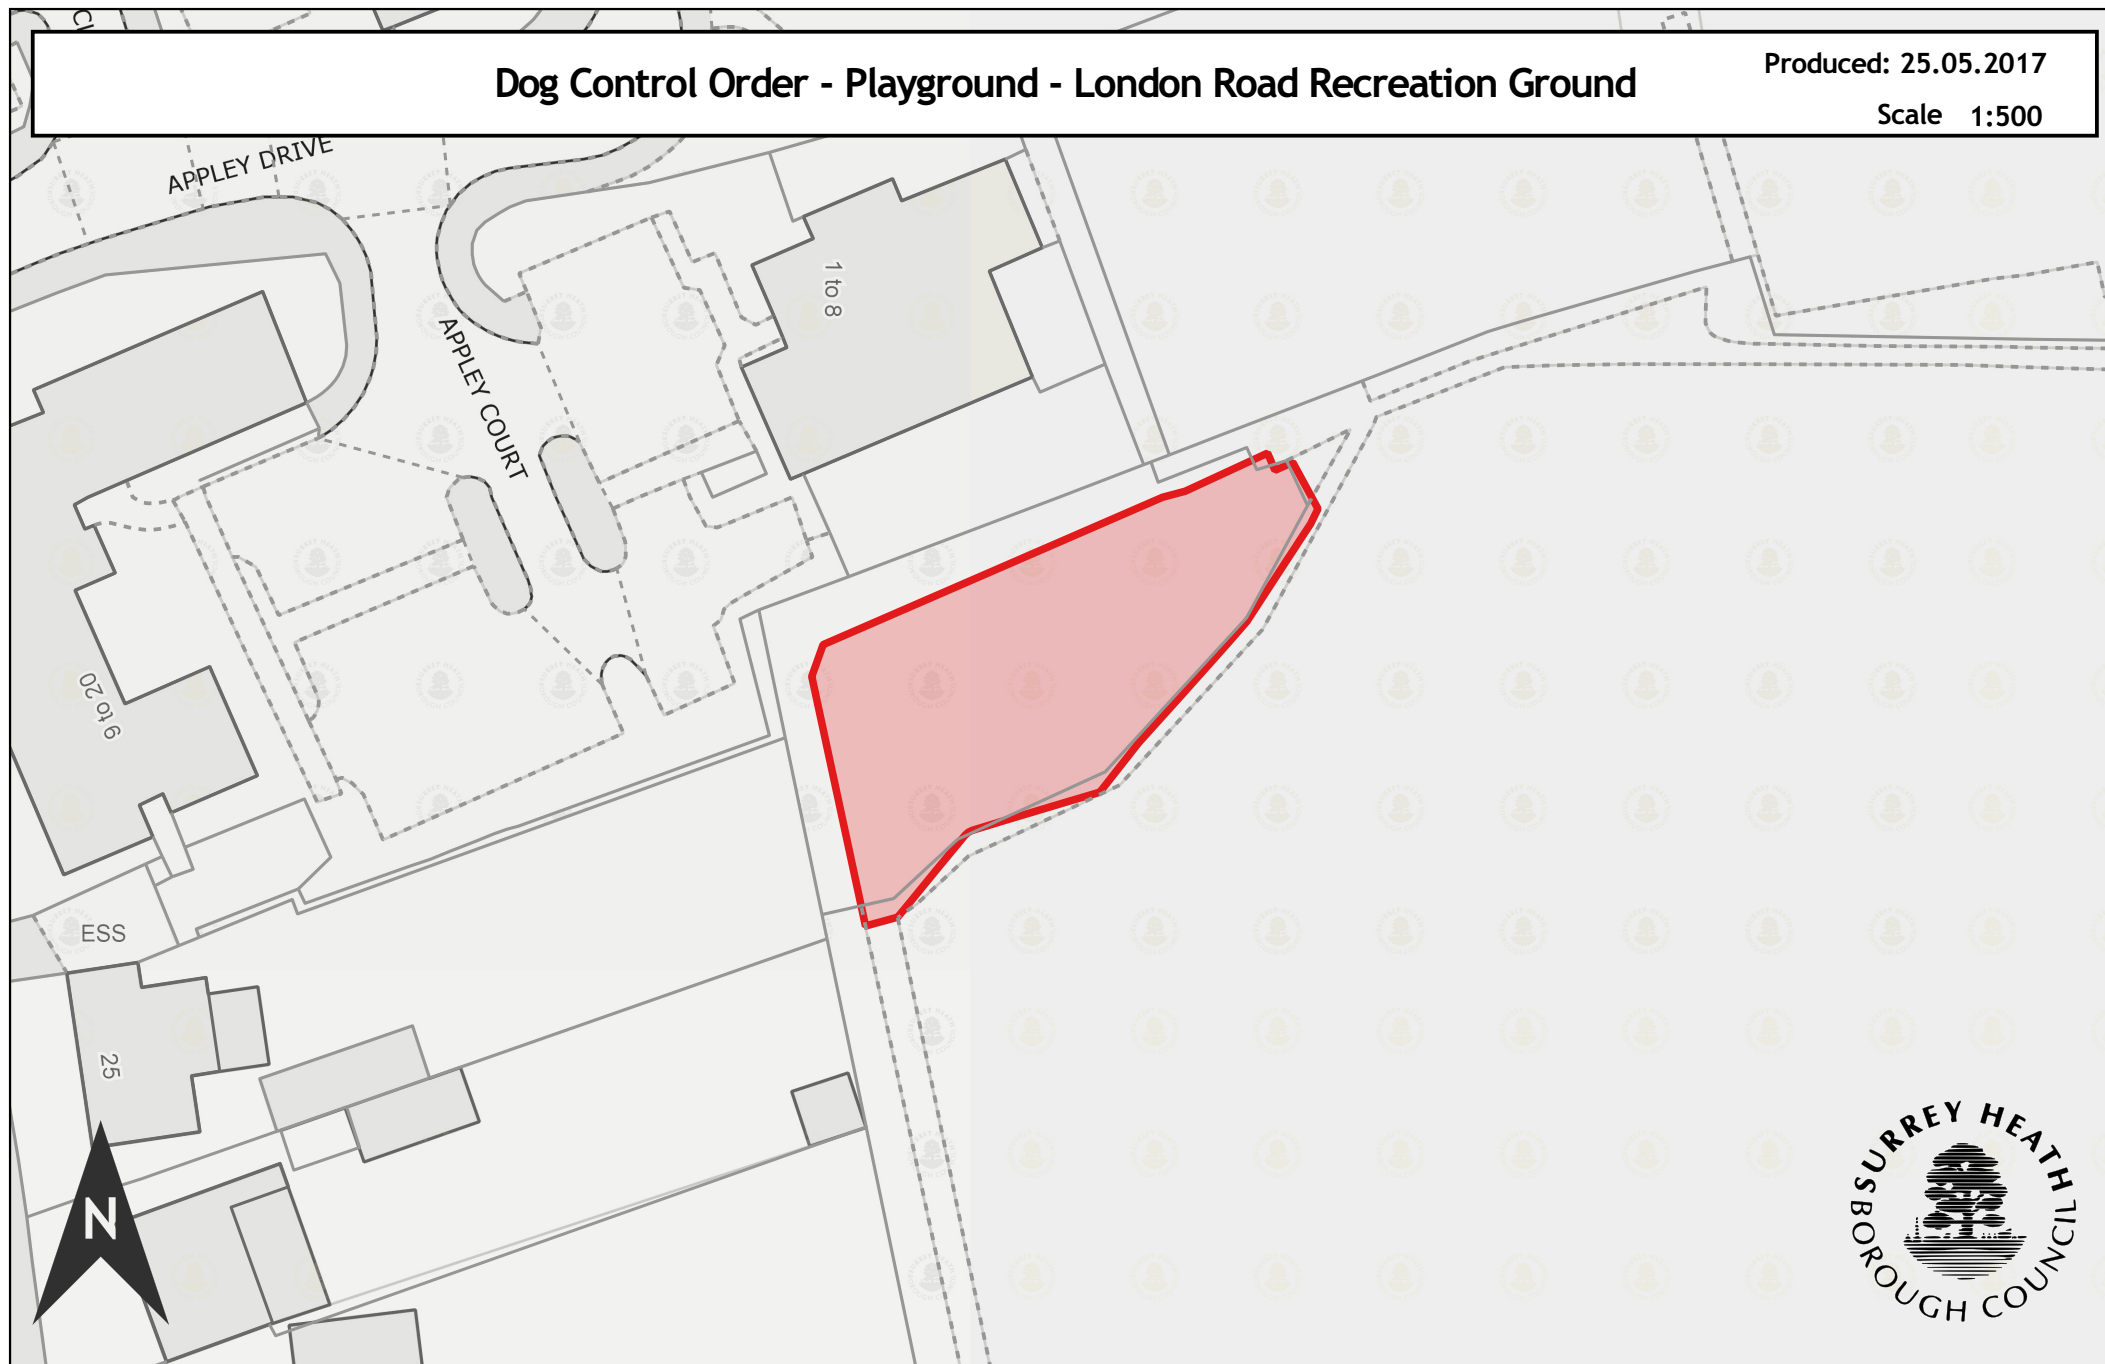 Dog Control Order - Playground - London Road Recreation Ground
Produced: 25.05.2017
Scale 1:500
APPLEY DRIVE
1 to 8
APPLEY COURT
9 to 20
ESS
25
N
SURREY HEATH
BOROUGH COUNCIL